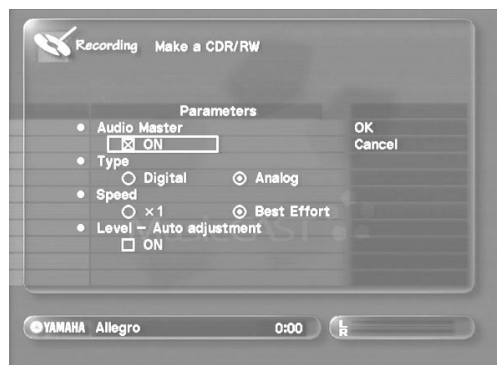 Recording Make a CDR/RW
Parameters
Audio Master
ON
OK
Cancel
Type
Digital Analog
Speed
×1 Best Effort
Level – Auto adjustment
ON
MusicCAST
YAMAHA Allegro 0:00 L
R